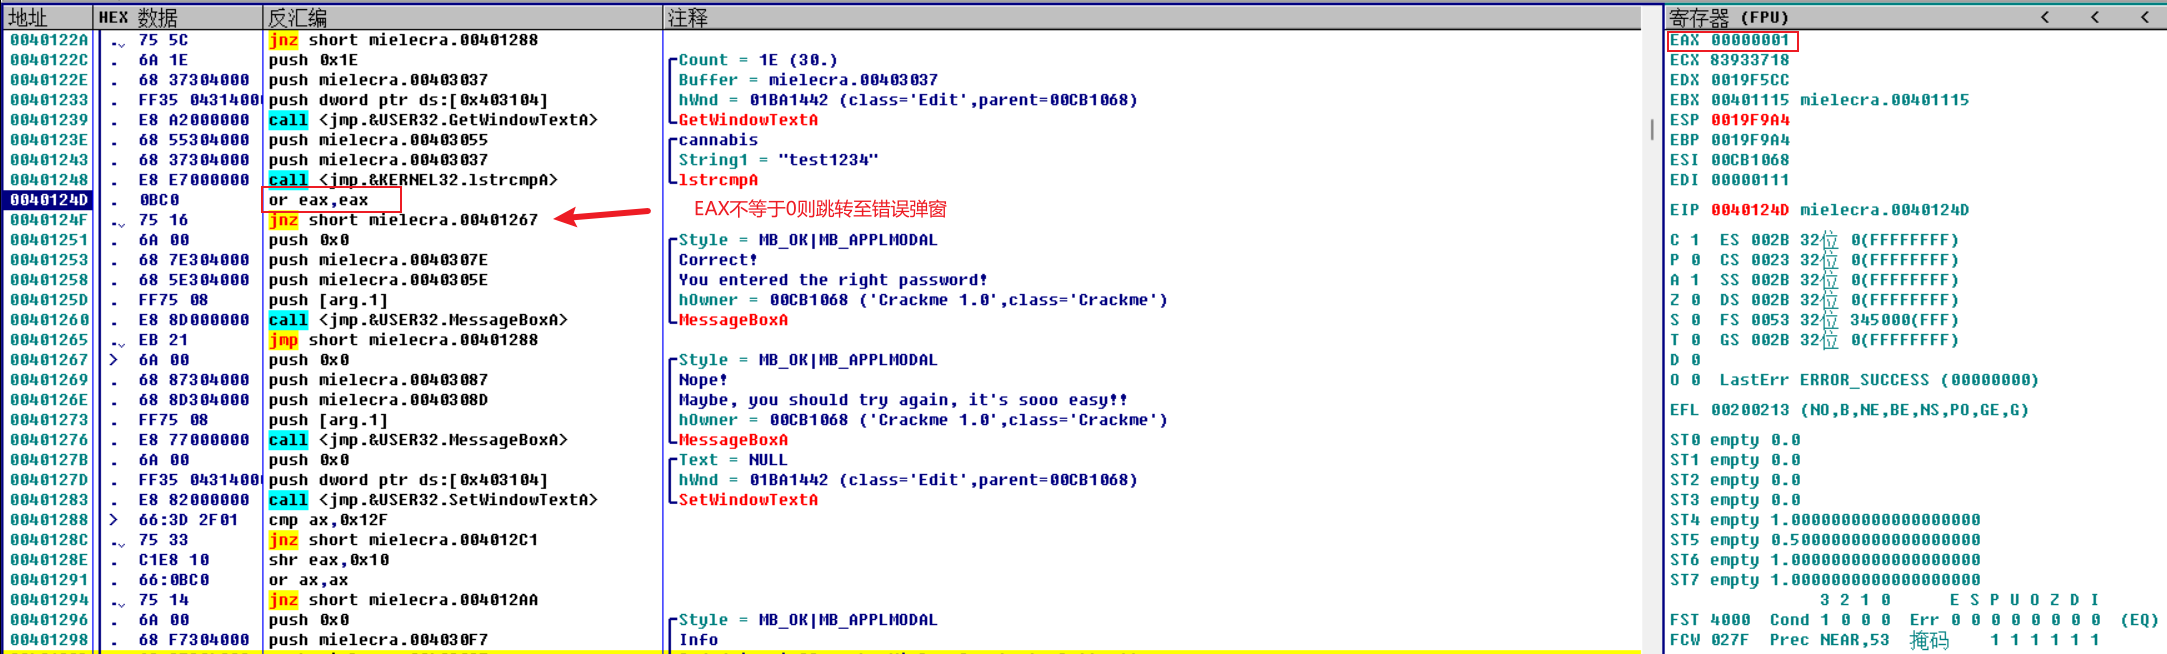 地址 HEX 数据 反汇编 注释 寄存器 (FPU) < < <
0040122A .ˇ 75 5C jnz short mielecra.00401288 EAX 00000001
0040122C . 6A 1E push 0x1E Count = 1E (30.) ECX 83933718
0040122E . 68 37304000 push mielecra.00403037 Buffer = mielecra.00403037 EDX 0019F5CC
00401233 . FF35 04314000 push dword ptr ds:[0x403104] hWnd = 01BA1442 (class='Edit',parent=00CB1068) EBX 00401115 mielecra.00401115
00401239 . E8 A2000000 call <jmp.&USER32.GetWindowTextA> GetWindowTextA ESP 0019F9A4
0040123E . 68 55304000 push mielecra.00403055 cannabis EBP 0019F9A4
00401243 . 68 37304000 push mielecra.00403037 String1 = "test1234" ESI 00CB1068
00401248 . E8 E7000000 call <jmp.&KERNEL32.lstrcmpA> lstrcmpA EDI 00000111
0040124D . 0BC0 or eax,eax EAX不等于0则跳转至错误弹窗
0040124F .ˇ 75 16 jnz short mielecra.00401267 EIP 0040124D mielecra.0040124D
00401251 . 6A 00 push 0x0 Style = MB_OK|MB_APPLMODAL C 1 ES 002B 32位 0(FFFFFFFF)
00401253 . 68 7E304000 push mielecra.0040307E Correct! P 0 CS 0023 32位 0(FFFFFFFF)
00401258 . 68 5E304000 push mielecra.0040305E You entered the right password! A 1 SS 002B 32位 0(FFFFFFFF)
0040125D . FF75 08 push [arg.1] hOwner = 00CB1068 ('Crackme 1.0',class='Crackme') Z 0 DS 002B 32位 0(FFFFFFFF)
00401260 . E8 8D000000 call <jmp.&USER32.MessageBoxA> MessageBoxA S 0 FS 0053 32位 345000(FFF)
00401265 .ˇ EB 21 jmp short mielecra.00401288 T 0 GS 002B 32位 0(FFFFFFFF)
00401267 > 6A 00 push 0x0 Style = MB_OK|MB_APPLMODAL D 0
00401269 . 68 87304000 push mielecra.00403087 Nope! O 0 LastErr ERROR_SUCCESS (00000000)
0040126E . 68 8D304000 push mielecra.0040308D Maybe, you should try again, it's sooo easy!!
00401273 . FF75 08 push [arg.1] hOwner = 00CB1068 ('Crackme 1.0',class='Crackme') EFL 00200213 (NO,B,NE,BE,NS,PO,GE,G)
00401276 . E8 77000000 call <jmp.&USER32.MessageBoxA> MessageBoxA ST0 empty 0.0
0040127B . 6A 00 push 0x0 Text = NULL ST1 empty 0.0
0040127D . FF35 04314000 push dword ptr ds:[0x403104] hWnd = 01BA1442 (class='Edit',parent=00CB1068) ST2 empty 0.0
00401283 . E8 82000000 call <jmp.&USER32.SetWindowTextA> SetWindowTextA ST3 empty 0.0
00401288 > 66:3D 2F01 cmp ax,0x12F ST4 empty 1.0000000000000000000
0040128C .ˇ 75 33 jnz short mielecra.004012C1 ST5 empty 0.5000000000000000000
0040128E . C1E8 10 shr eax,0x10 ST6 empty 1.0000000000000000000
00401291 . 66:0BC0 or ax,ax ST7 empty 1.0000000000000000000
00401294 .ˇ 75 14 jnz short mielecra.004012AA 3 2 1 0 E S P U O Z D I
00401296 . 6A 00 push 0x0 Style = MB_OK|MB_APPLMODAL FST 4000 Cond 1 0 0 0 Err 0 0 0 0 0 0 0 0 (EQ)
00401298 . 68 F7304000 push mielecra.004030F7 Info FCW 027F Prec NEAR,53 掩码 1 1 1 1 1 1